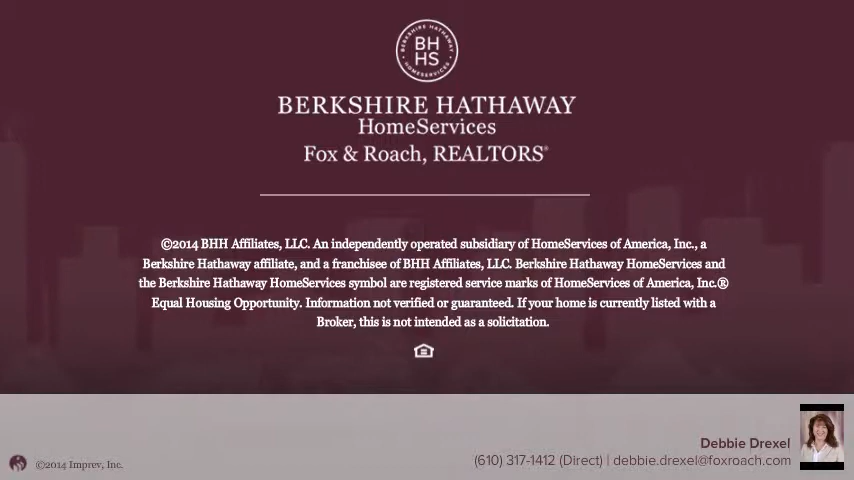 BERKSHIRE HATHAWAY
HOMESERVICES
BH
HS
BERKSHIRE HATHAWAY
HomeServices
Fox & Roach, REALTORS®
©2014 BHH Affiliates, LLC. An independently operated subsidiary of HomeServices of America, Inc., a
Berkshire Hathaway affiliate, and a franchisee of BHH Affiliates, LLC. Berkshire Hathaway HomeServices and
the Berkshire Hathaway HomeServices symbol are registered service marks of HomeServices of America, Inc.®
Equal Housing Opportunity. Information not verified or guaranteed. If your home is currently listed with a
Broker, this is not intended as a solicitation.
Debbie Drexel
(610) 317-1412 (Direct) | debbie.drexel@foxroach.com
©2014 Imprev, Inc.